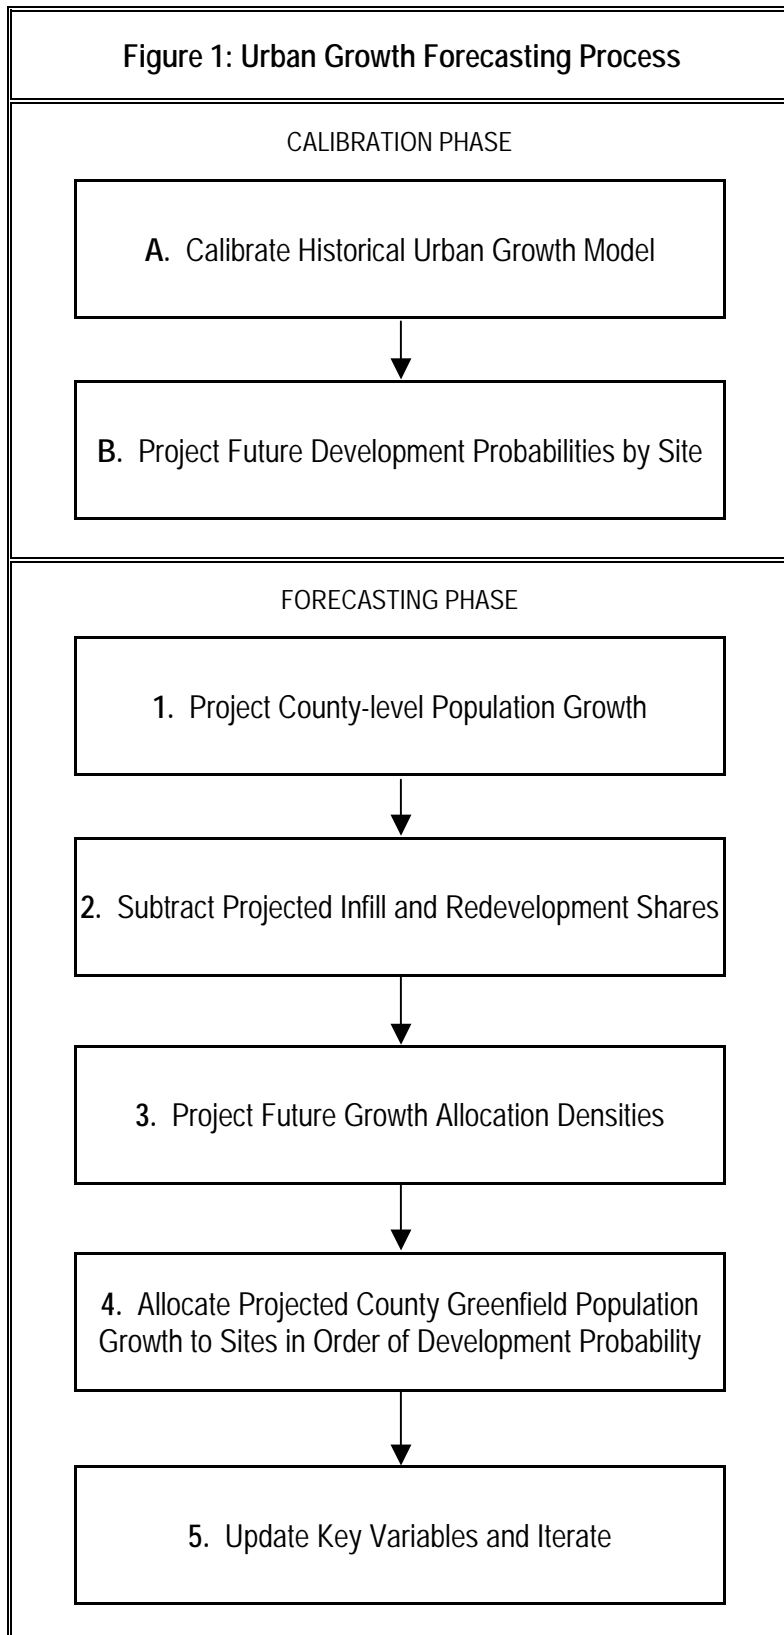 Figure 1: Urban Growth Forecasting Process
CALIBRATION PHASE
A. Calibrate Historical Urban Growth Model
B. Project Future Development Probabilities by Site
FORECASTING PHASE
1. Project County-level Population Growth
2. Subtract Projected Infill and Redevelopment Shares
3. Project Future Growth Allocation Densities
4. Allocate Projected County Greenfield Population
Growth to Sites in Order of Development Probability
5. Update Key Variables and Iterate